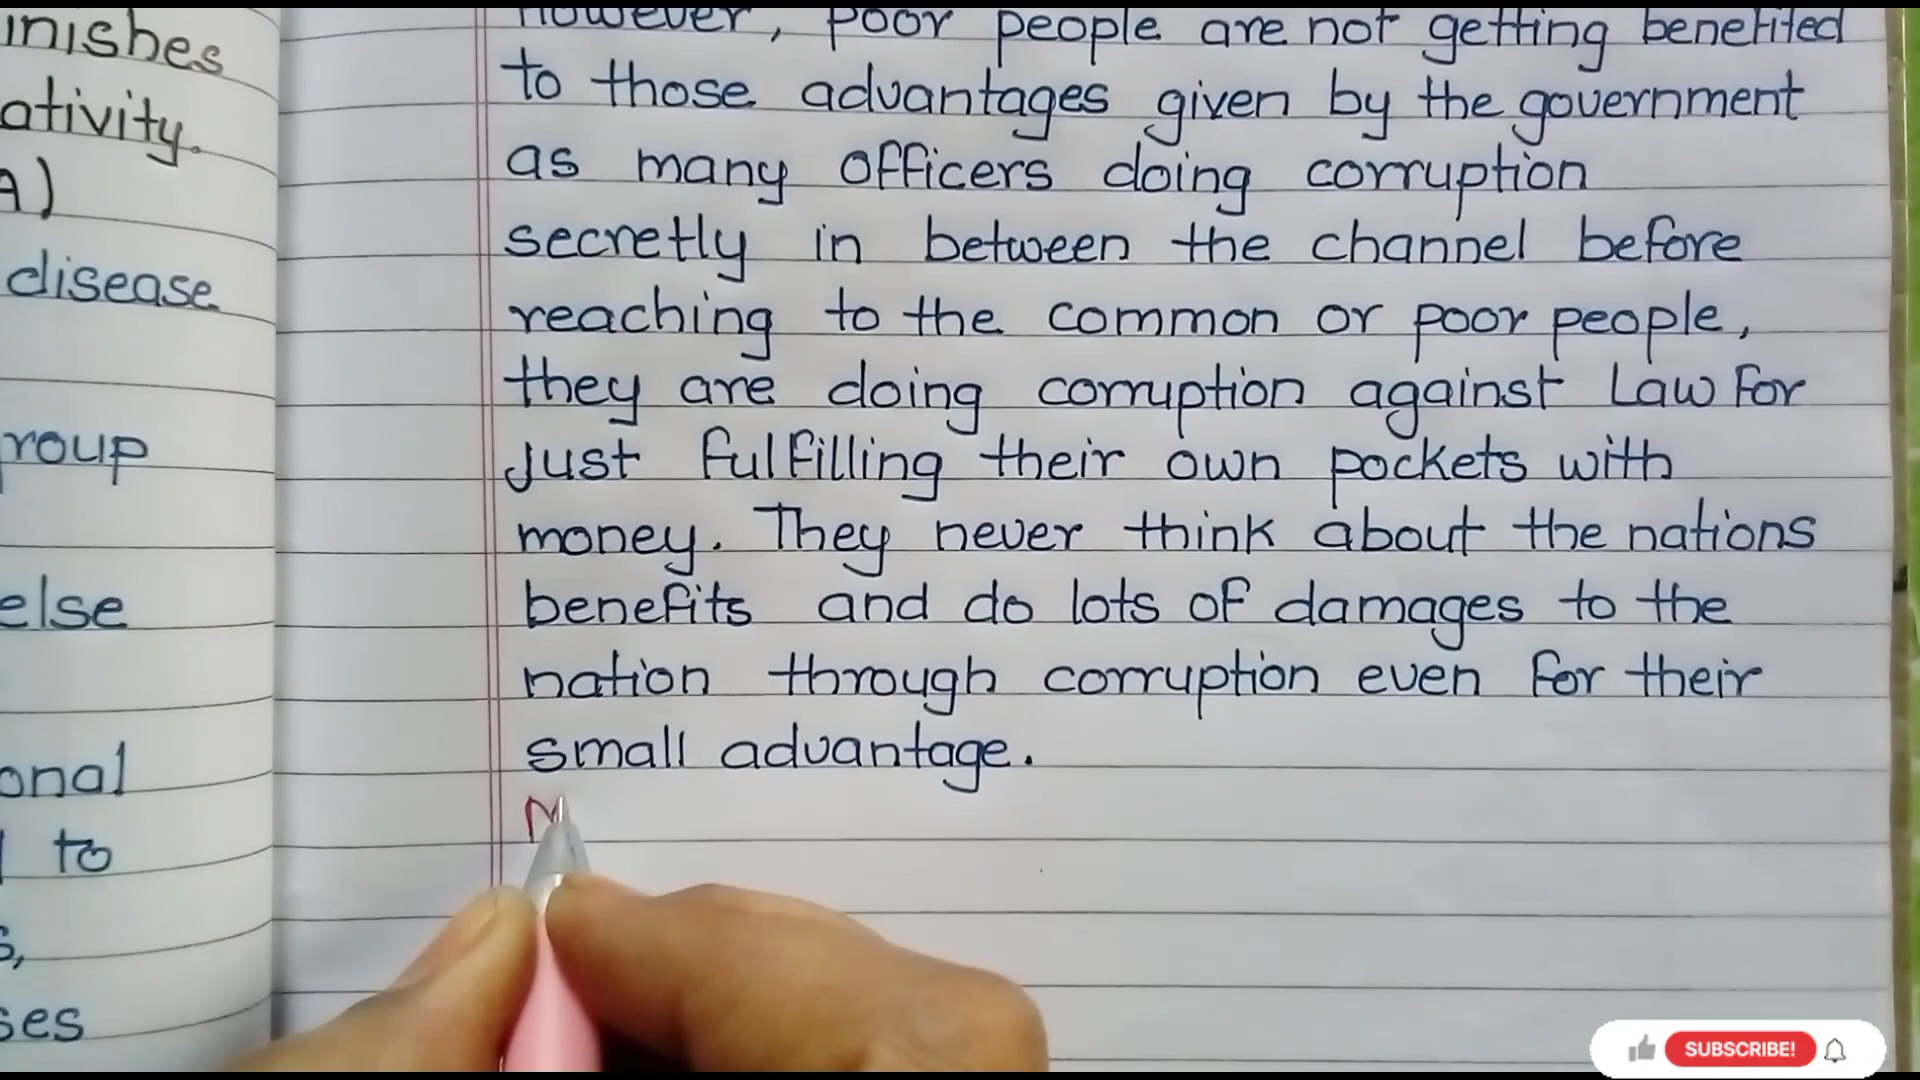 inishes
ativity.
A)
disease
roup
else
onal
to
s,
ses
However, poor people are not getting benefited
to those advantages given by the government
as many officers doing corruption
secretly in between the channel before
reaching to the common or poor people,
they are doing corruption against Law for
just fulfilling their own pockets with
money. They never think about the nations
benefits and do lots of damages to the
nation through corruption even for their
small advantage.
SUBSCRIBE!